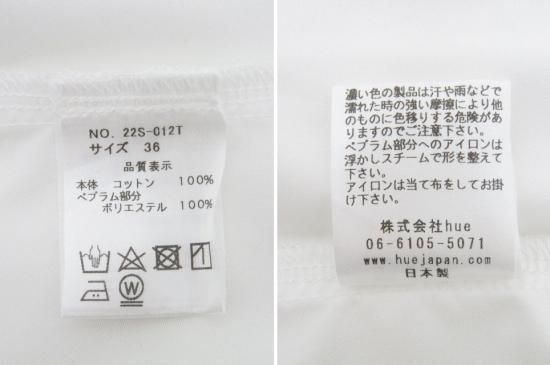 NO. 22S-012T
サイズ 36
品質表示
本体 コットン 100%
ペプラム部分
ポリエステル 100%
W
濃い色の製品は汗や雨などで
濡れた時の強い摩擦により他
のものに色移りする危険があ
りますのでご注意下さい。
ペプラム部分へのアイロンは
浮かしスチームで形を整えて
下さい。
アイロンは当て布をしてお掛
け下さい。
株式会社hue
06-6105-5071
www.huejapan.com
日本製